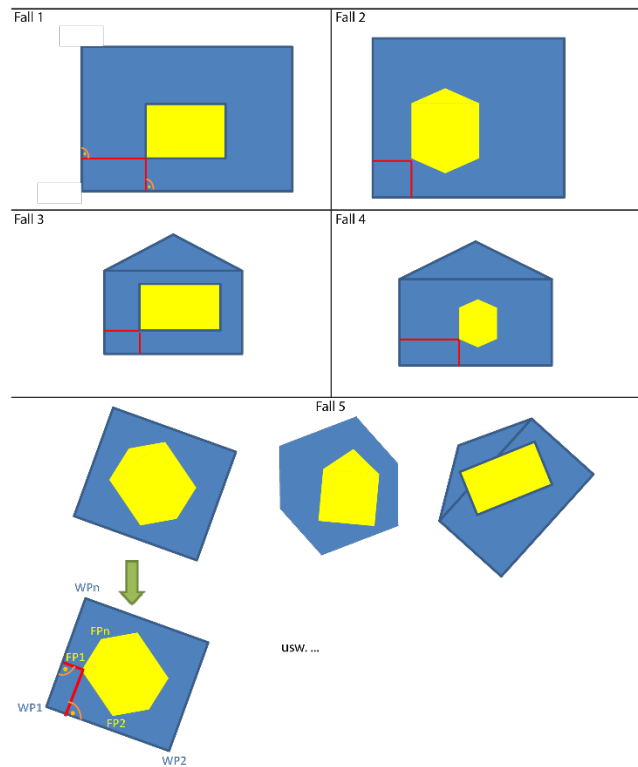 Fall 1
Fall 2
Fall 3
Fall 4
Fall 5
WPn
FPn
FP1
WP1
FP2
WP2
usw. ...